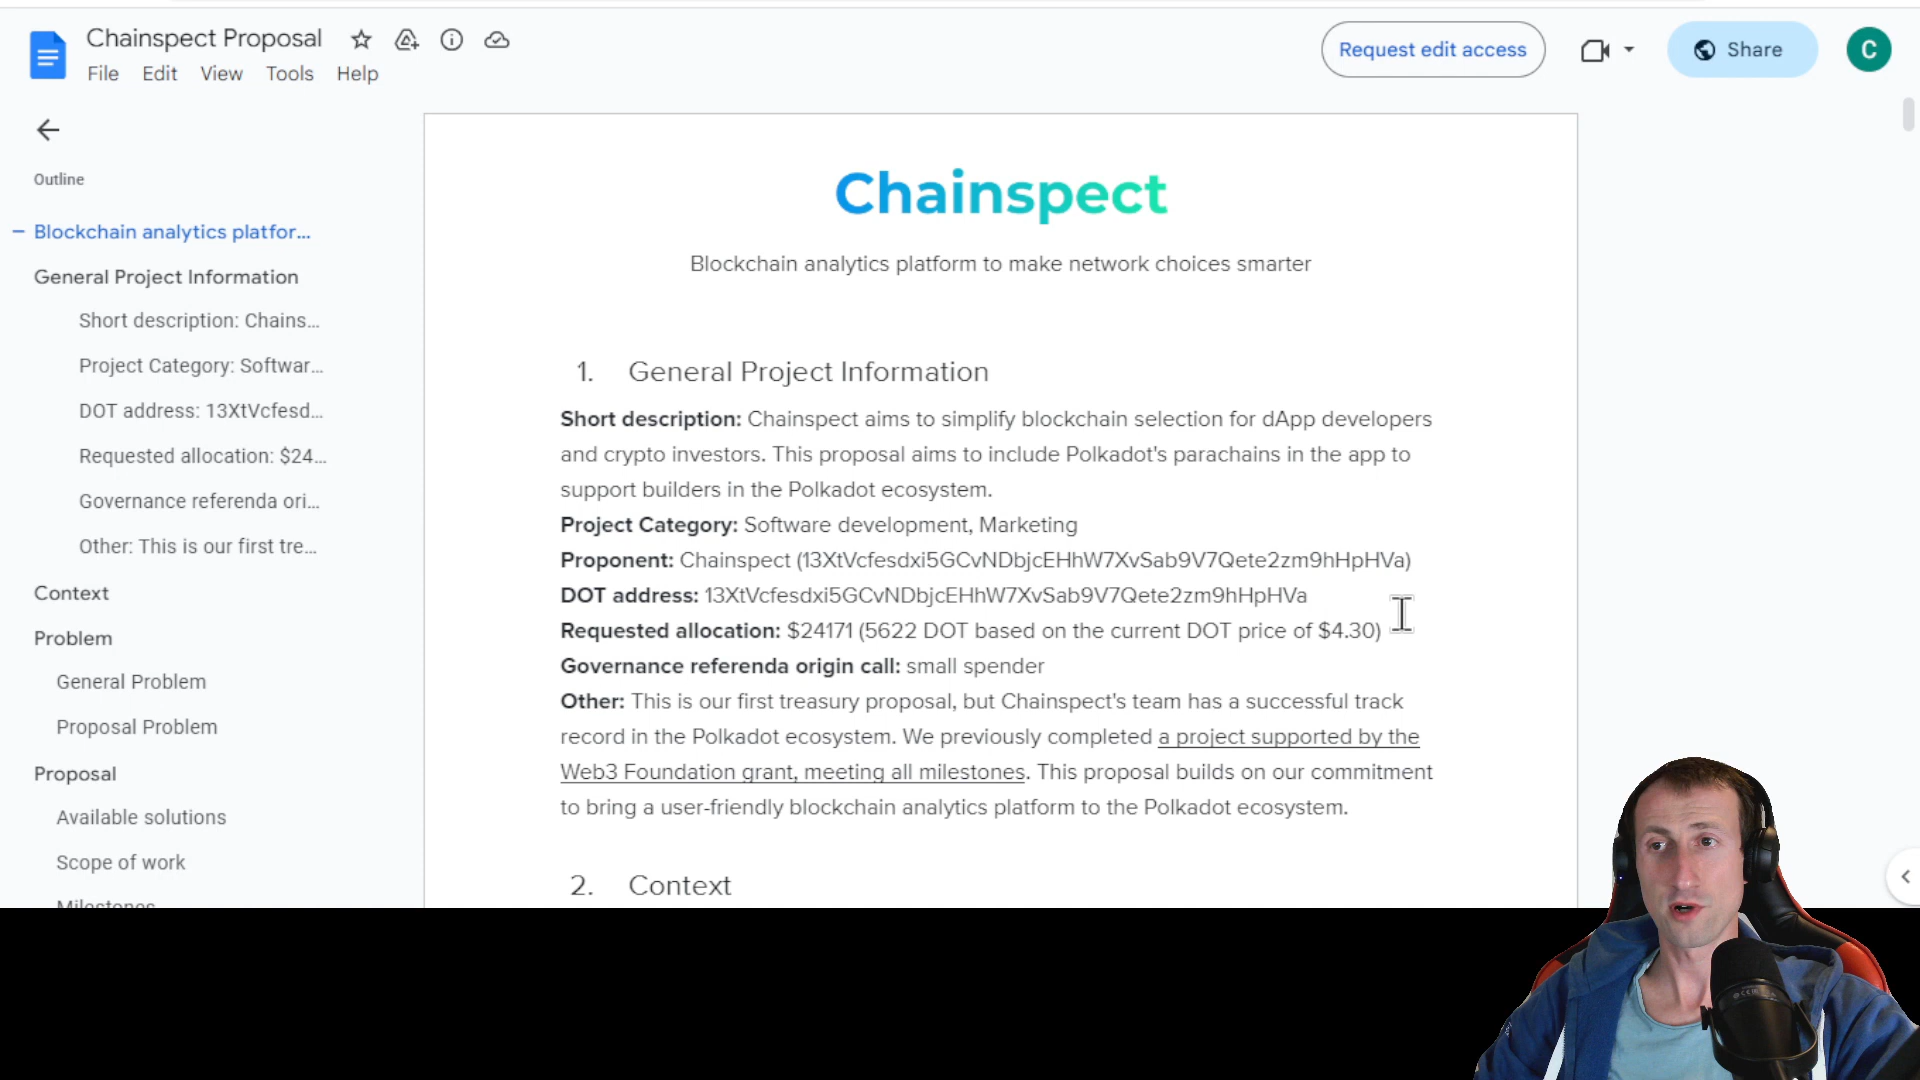 Chainspect Proposal
File Edit View Tools Help
Request edit access
Share
C
Outline
Blockchain analytics platfor...
General Project Information
Short description: Chains...
Project Category: Softwar...
DOT address: 13XtVcfesd...
Requested allocation: $24...
Governance referenda ori...
Other: This is our first tre...
Context
Problem
General Problem
Proposal Problem
Proposal
Available solutions
Scope of work
Milestones
Chainspect
Blockchain analytics platform to make network choices smarter
1. General Project Information
Short description: Chainspect aims to simplify blockchain selection for dApp developers
and crypto investors. This proposal aims to include Polkadot's parachains in the app to
support builders in the Polkadot ecosystem.
Project Category: Software development, Marketing
Proponent: Chainspect (13XtVcfesdxi5GCvNDbjcEHhW7XvSab9V7Qete2zm9hHpHVa)
DOT address: 13XtVcfesdxi5GCvNDbjcEHhW7XvSab9V7Qete2zm9hHpHVa
Requested allocation: $24171 (5622 DOT based on the current DOT price of $4.30)
Governance referenda origin call: small spender
Other: This is our first treasury proposal, but Chainspect's team has a successful track
record in the Polkadot ecosystem. We previously completed a project supported by the
Web3 Foundation grant, meeting all milestones. This proposal builds on our commitment
to bring a user-friendly blockchain analytics platform to the Polkadot ecosystem.
2. Context